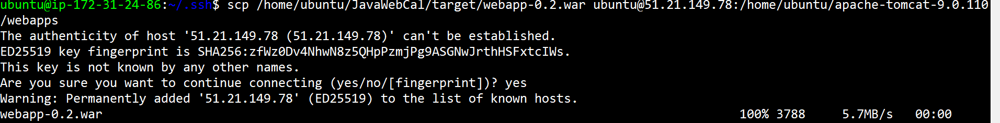 ubuntu@ip-172-31-24-86:~/.ssh$ scp /home/ubuntu/JavaWebCal/target/webapp-0.2.war ubuntu@51.21.149.78:/home/ubuntu/apache-tomcat-9.0.110
/webapps
The authenticity of host '51.21.149.78 (51.21.149.78)' can't be established.
ED25519 key fingerprint is SHA256:zfWz0Dv4NhwN8z5QHpPzmjPg9ASGNwJrthHSFxtcIWs.
This key is not known by any other names.
Are you sure you want to continue connecting (yes/no/[fingerprint])? yes
Warning: Permanently added '51.21.149.78' (ED25519) to the list of known hosts.
webapp-0.2.war 100% 3788 5.7MB/s 00:00